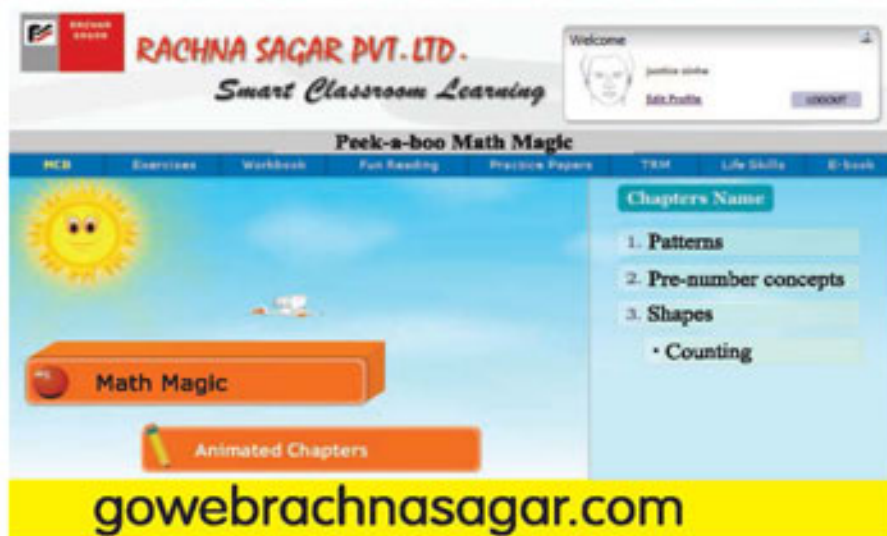 RACHNA
SAGAR
RACHNA SAGAR PVT. LTD.
Smart Classroom Learning
Welcome
Edit Profile
LOGOUT
Peek-a-boo Math Magic
MCB Exercises Workbook Fun Reading Practice Papers TRM Life Skills E-book
Chapters Name
1. Patterns
2. Pre-number concepts
3. Shapes
• Counting
Math Magic
Animated Chapters
gowebrachnasagar.com